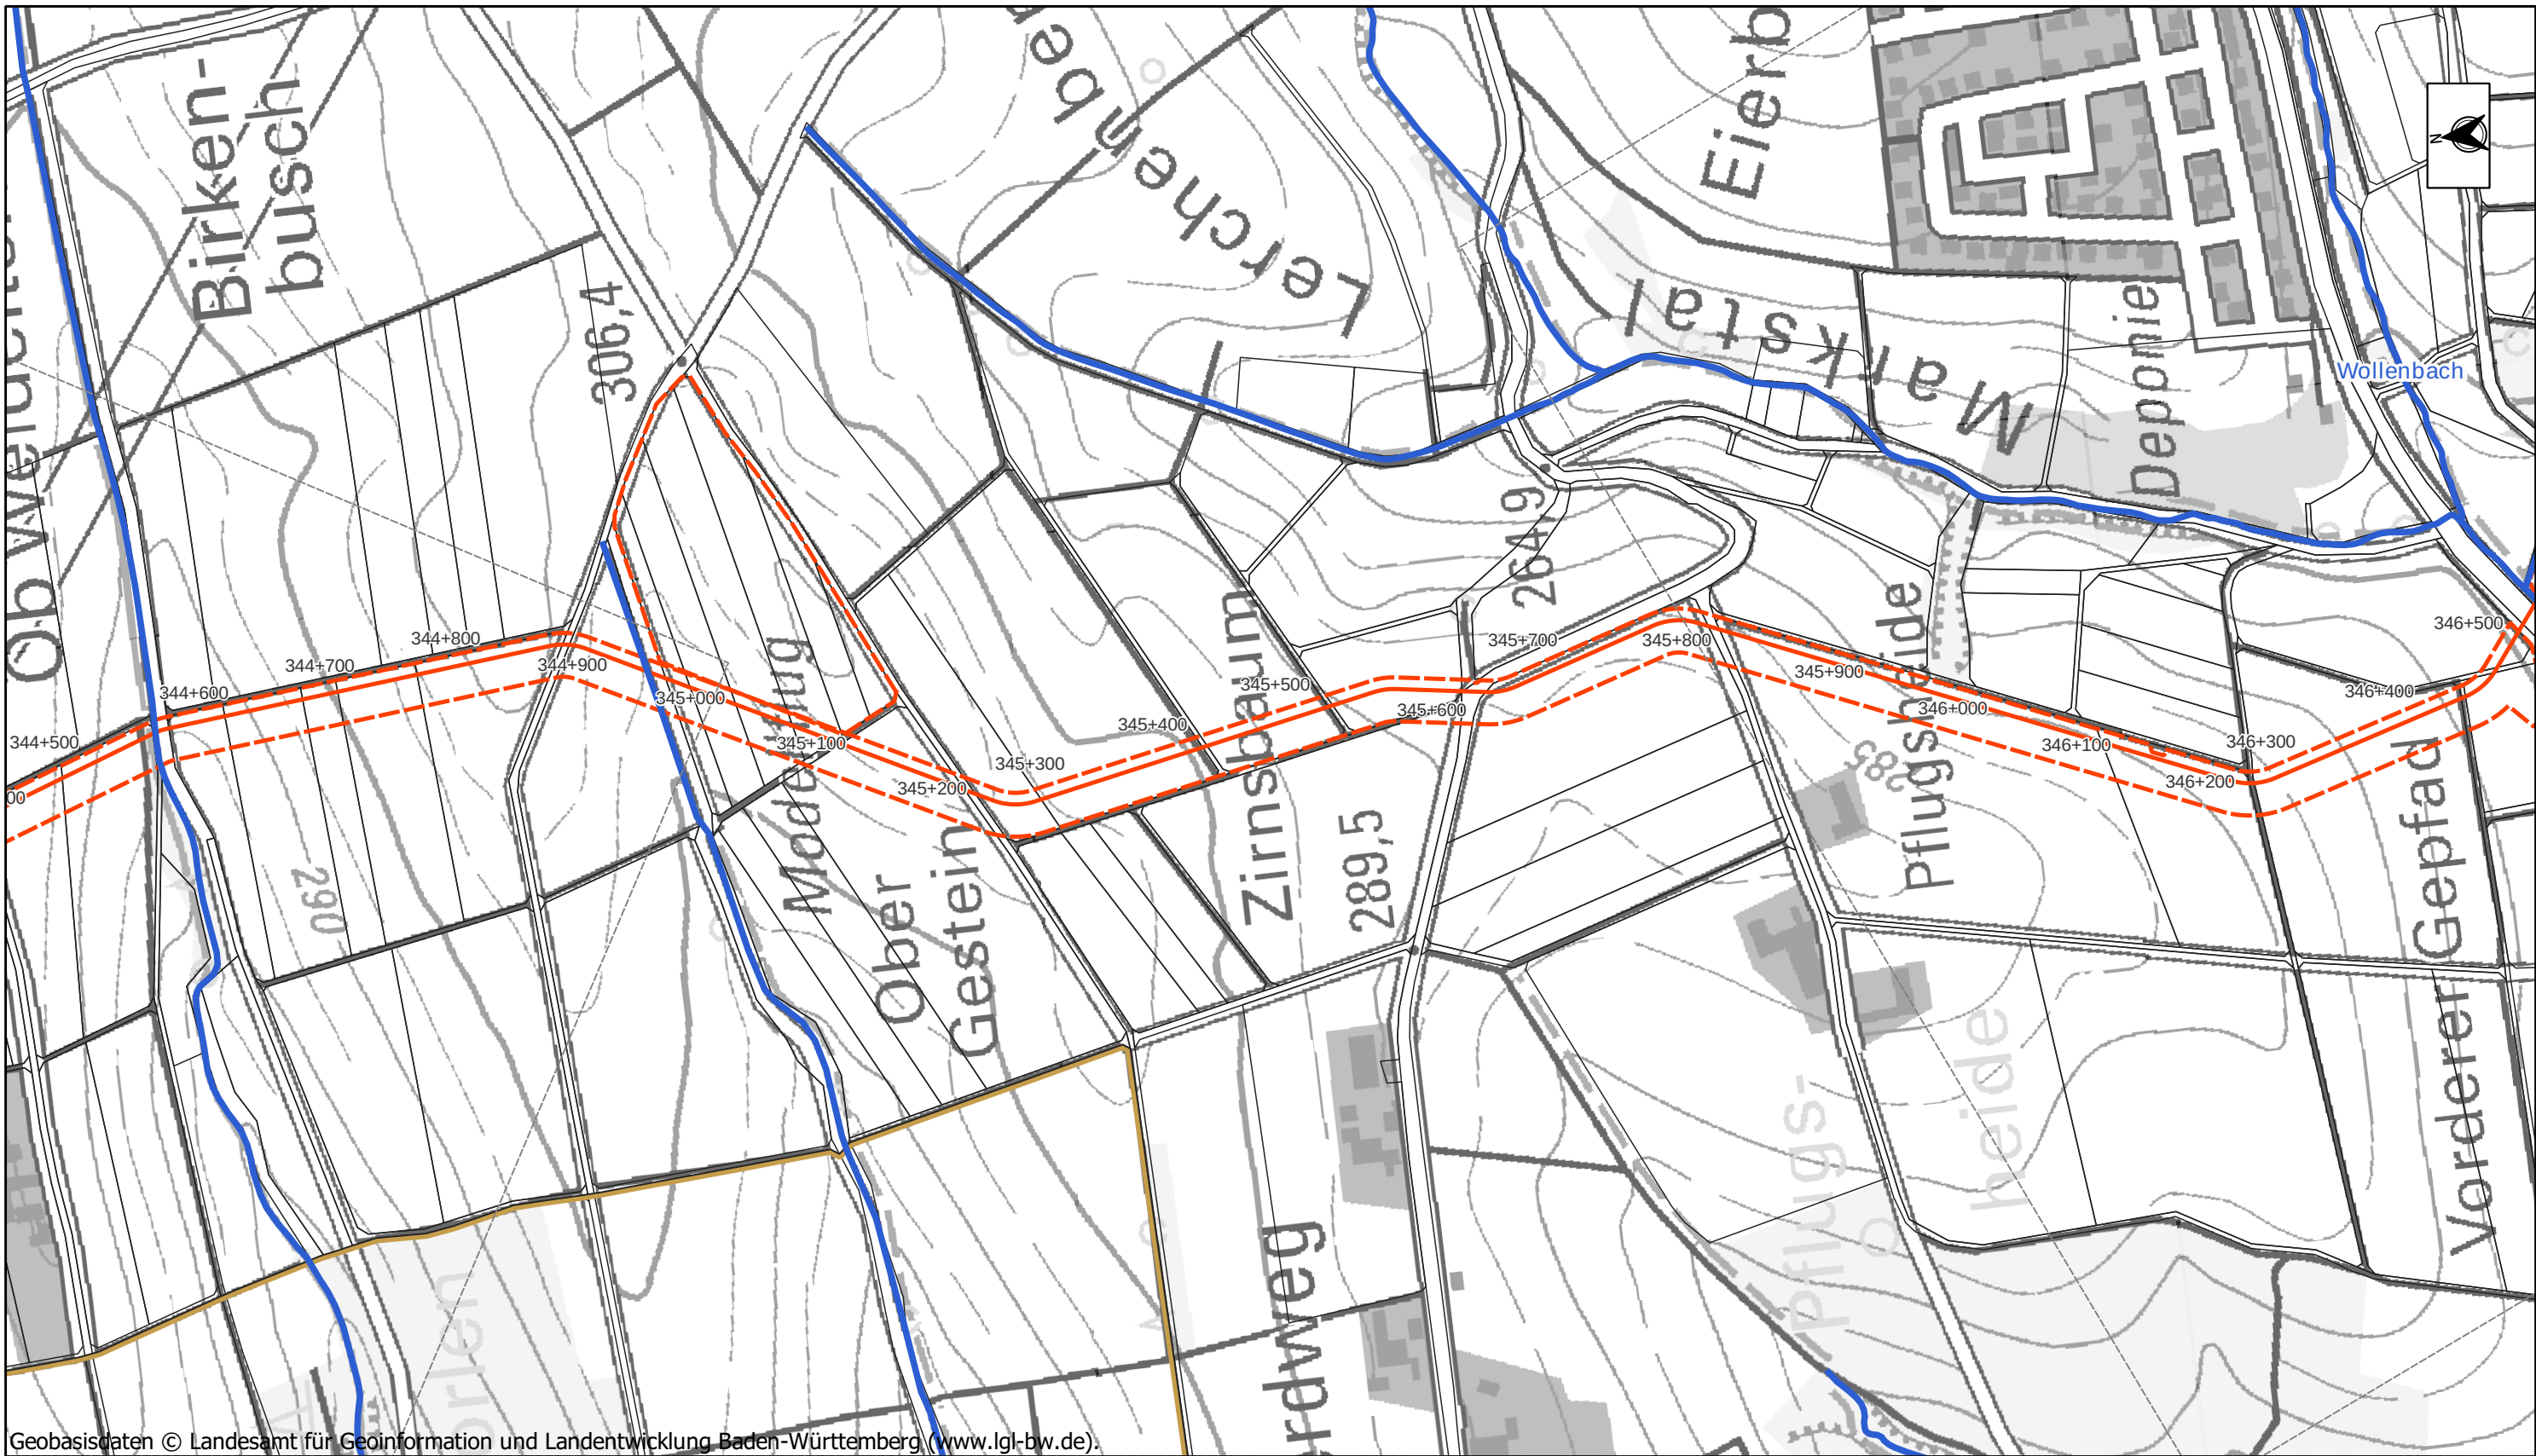 Birken-
busch
306,4
Eierb
Lerchenber
Markstal
Deponie
Wollenbach
N
264,9
344+500
344+600
344+700
344+800
344+900
345+000
345+100
345+200
345+300
345+400
345+500
345+600
345+700
345+800
345+900
346+000
346+100
346+200
346+300
346+400
346+500
00
290
Ober
Gestein
Zirnsbaum
289,5
285
Pflugsheide
Vorderer Gepfad
Pflugs-
heide
rdweg
Geobasisdaten © Landesamt für Geoinformation und Landentwicklung Baden-Württemberg (www.lgl-bw.de).